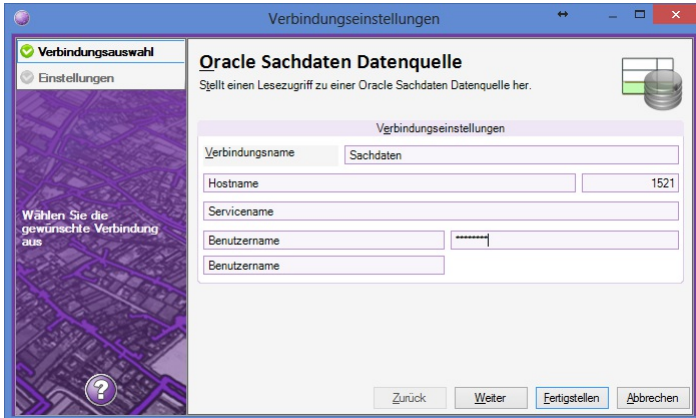 Verbindungseinstellungen
Verbindungsauswahl
Einstellungen
Wählen Sie die
gewünschte Verbindung
aus
?
Oracle Sachdaten Datenquelle
Stellt einen Lesezugriff zu einer Oracle Sachdaten Datenquelle her.
Verbindungseinstellungen
Verbindungsname Sachdaten
Hostname 1521
Servicename
Benutzername ********
Benutzername
Zurück Weiter Fertigstellen Abbrechen